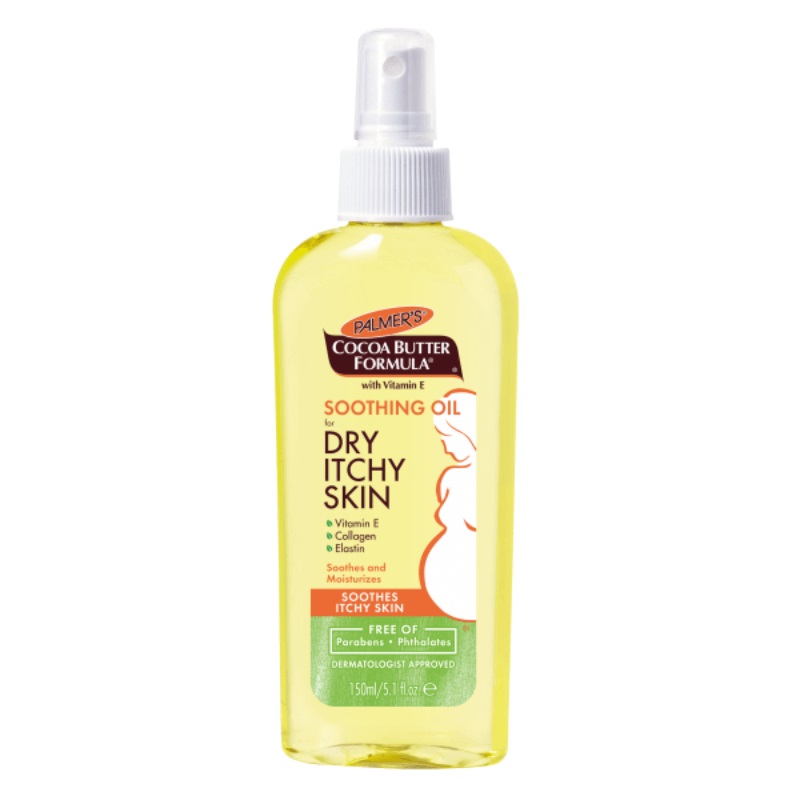 PALMER'S®
COCOA BUTTER
FORMULA®
with Vitamin E
SOOTHING OIL
for
DRY
ITCHY
SKIN
Vitamin E
Collagen
Elastin
Soothes and
Moisturizes
SOOTHES
ITCHY SKIN
FREE OF
Parabens • Phthalates
DERMATOLOGIST APPROVED
150ml/5.1 fl.oz. ℮